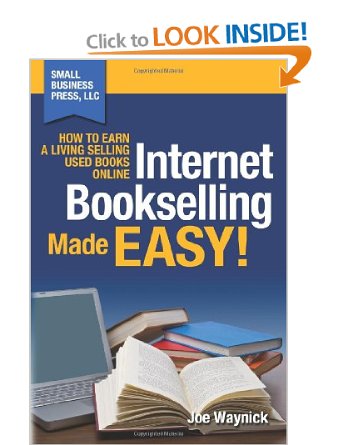 Click to LOOK INSIDE!
SMALL
BUSINESS
PRESS, LLC
HOW TO EARN
A LIVING SELLING
USED BOOKS
ONLINE
Internet
Bookselling
Made EASY!
Joe Waynick